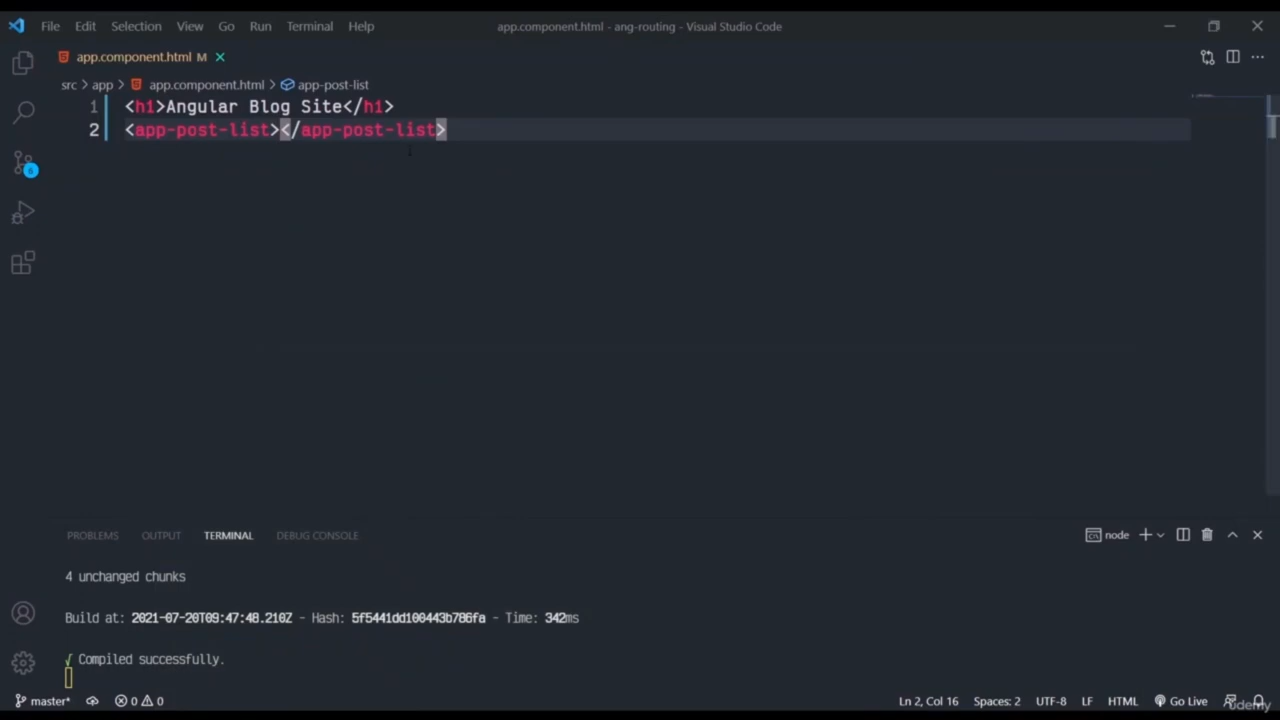 File Edit Selection View Go Run Terminal Help app.component.html - ang-routing - Visual Studio Code
app.component.html M
src > app > app.component.html > app-post-list
1 <h1>Angular Blog Site</h1>
2 <app-post-list></app-post-list>
6
PROBLEMS OUTPUT TERMINAL DEBUG CONSOLE node
4 unchanged chunks
Build at: 2021-07-20T09:47:48.210Z - Hash: 5f5441dd100443b786fa - Time: 342ms
√ Compiled successfully.
master* 0 0 Ln 2, Col 16 Spaces: 2 UTF-8 LF HTML Go Live
udemy